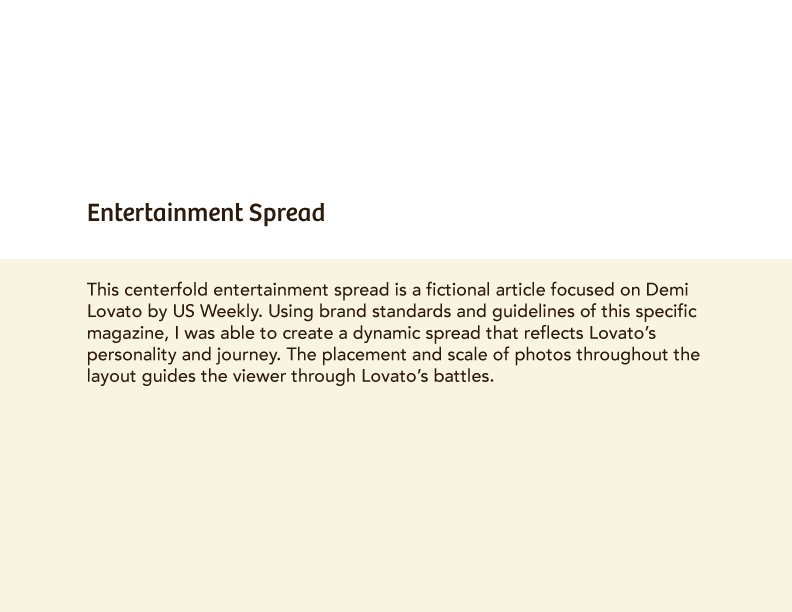 Entertainment Spread
This centerfold entertainment spread is a fictional article focused on Demi
Lovato by US Weekly. Using brand standards and guidelines of this specific
magazine, I was able to create a dynamic spread that reflects Lovato’s
personality and journey. The placement and scale of photos throughout the
layout guides the viewer through Lovato’s battles.